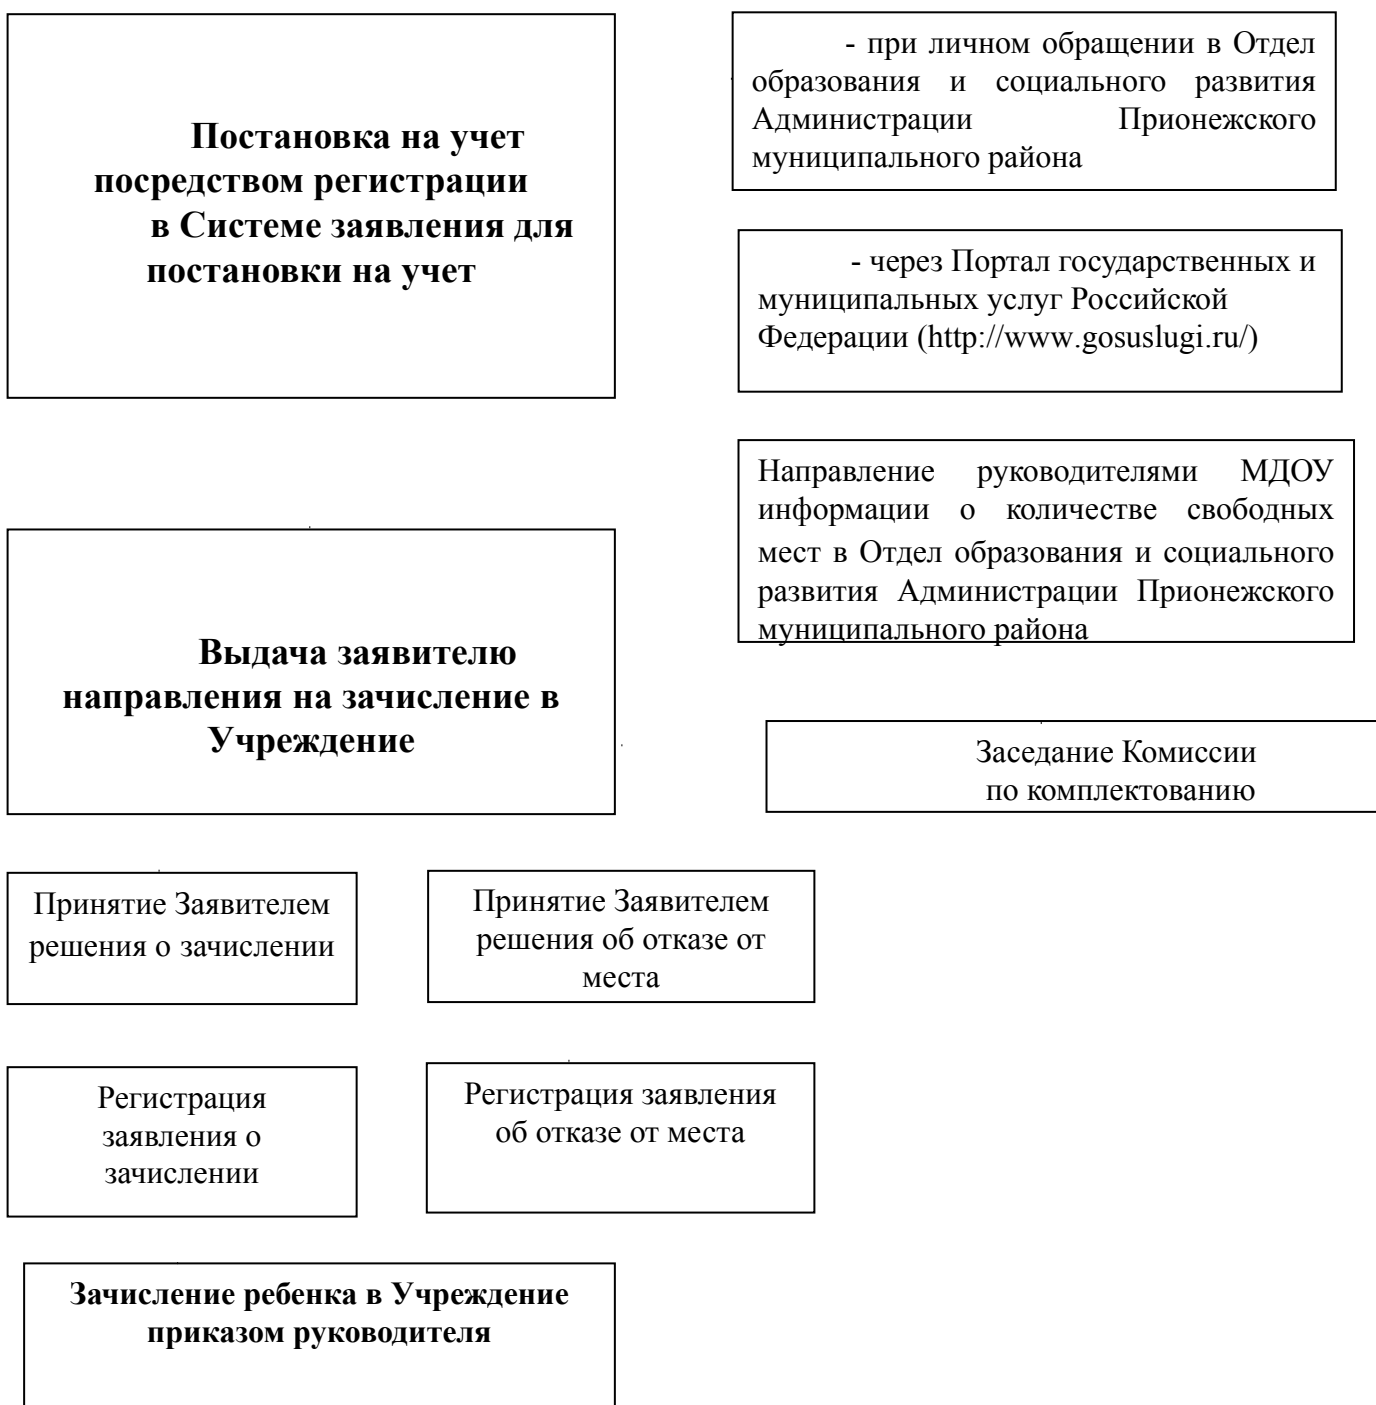 Постановка на учет
посредством регистрации
в Системе заявления для
постановки на учет
- при личном обращении в Отдел
образования и социального развития
Администрации Прионежского
муниципального района
- через Портал государственных и
муниципальных услуг Российской
Федерации (http://www.gosuslugi.ru/)
Направление руководителями МДОУ
информации о количестве свободных
мест в Отдел образования и социального
развития Администрации Прионежского
муниципального района
Выдача заявителю
направления на зачисление в
Учреждение
Заседание Комиссии
по комплектованию
Принятие Заявителем
решения о зачислении
Принятие Заявителем
решения об отказе от
места
Регистрация
заявления о
зачислении
Регистрация заявления
об отказе от места
Зачисление ребенка в Учреждение
приказом руководителя